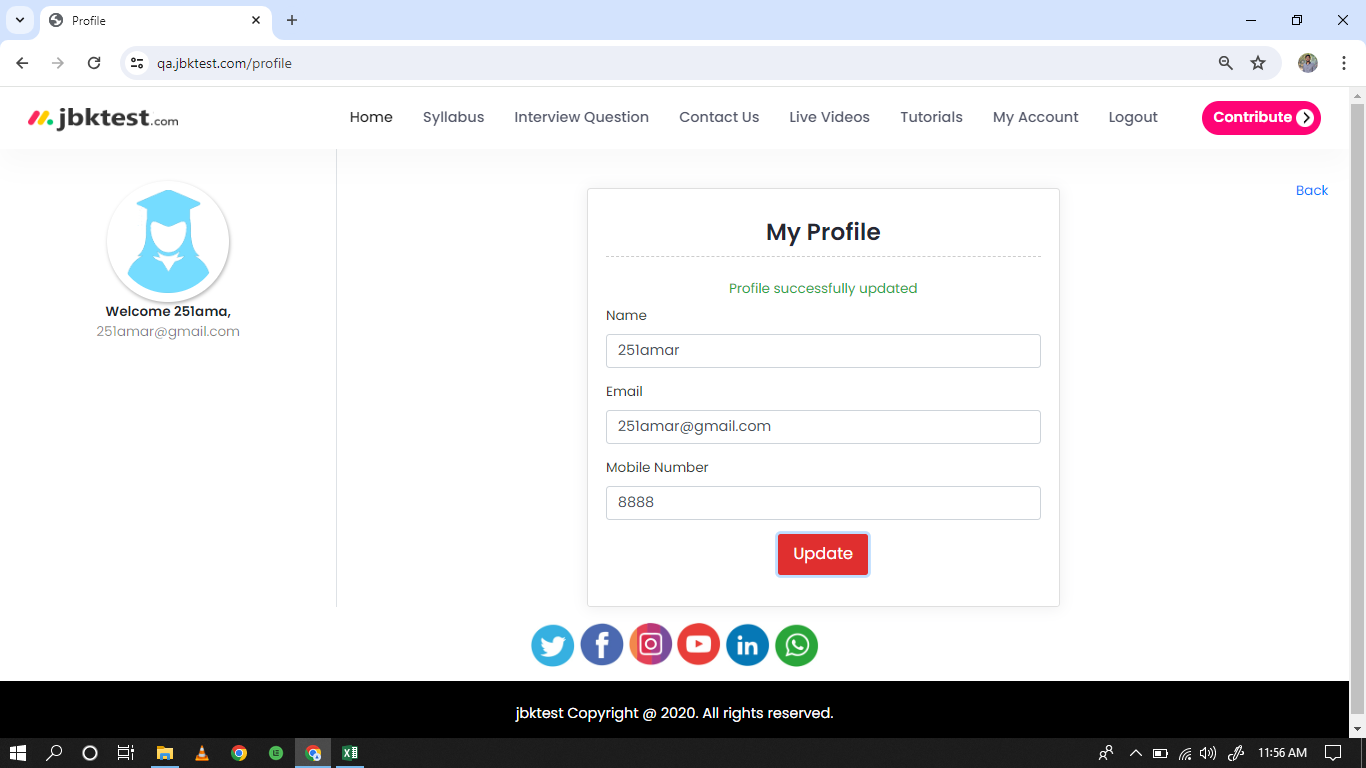 Profile
qa.jbktest.com/profile
jbktest.com
Home Syllabus Interview Question Contact Us Live Videos Tutorials My Account Logout Contribute
Back
Welcome 251ama,
251amar@gmail.com
My Profile
Profile successfully updated
Name
251amar
Email
251amar@gmail.com
Mobile Number
8888
Update
jbktest Copyright @ 2020. All rights reserved.
11:56 AM